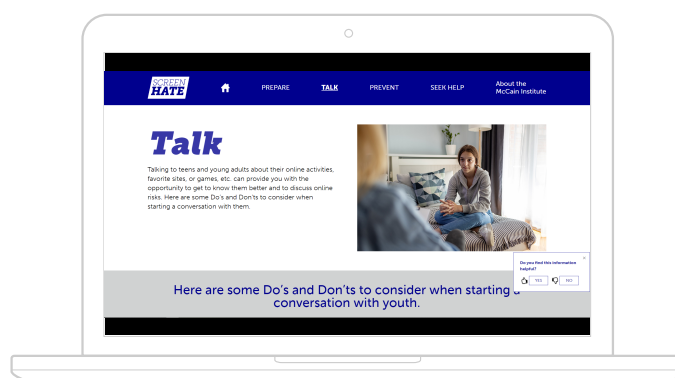 SCREEN
HATE
PREPARE
TALK
PREVENT
SEEK HELP
About the
McCain Institute
Talk
Talking to teens and young adults about their online activities,
favorite sites, or games, etc. can provide you with the
opportunity to get to know them better and to discuss online
risks. Here are some Do's and Don'ts to consider when
starting a conversation with them.
Do you find this information
helpful?
YES
NO
Here are some Do's and Don'ts to consider when starting a
conversation with youth.